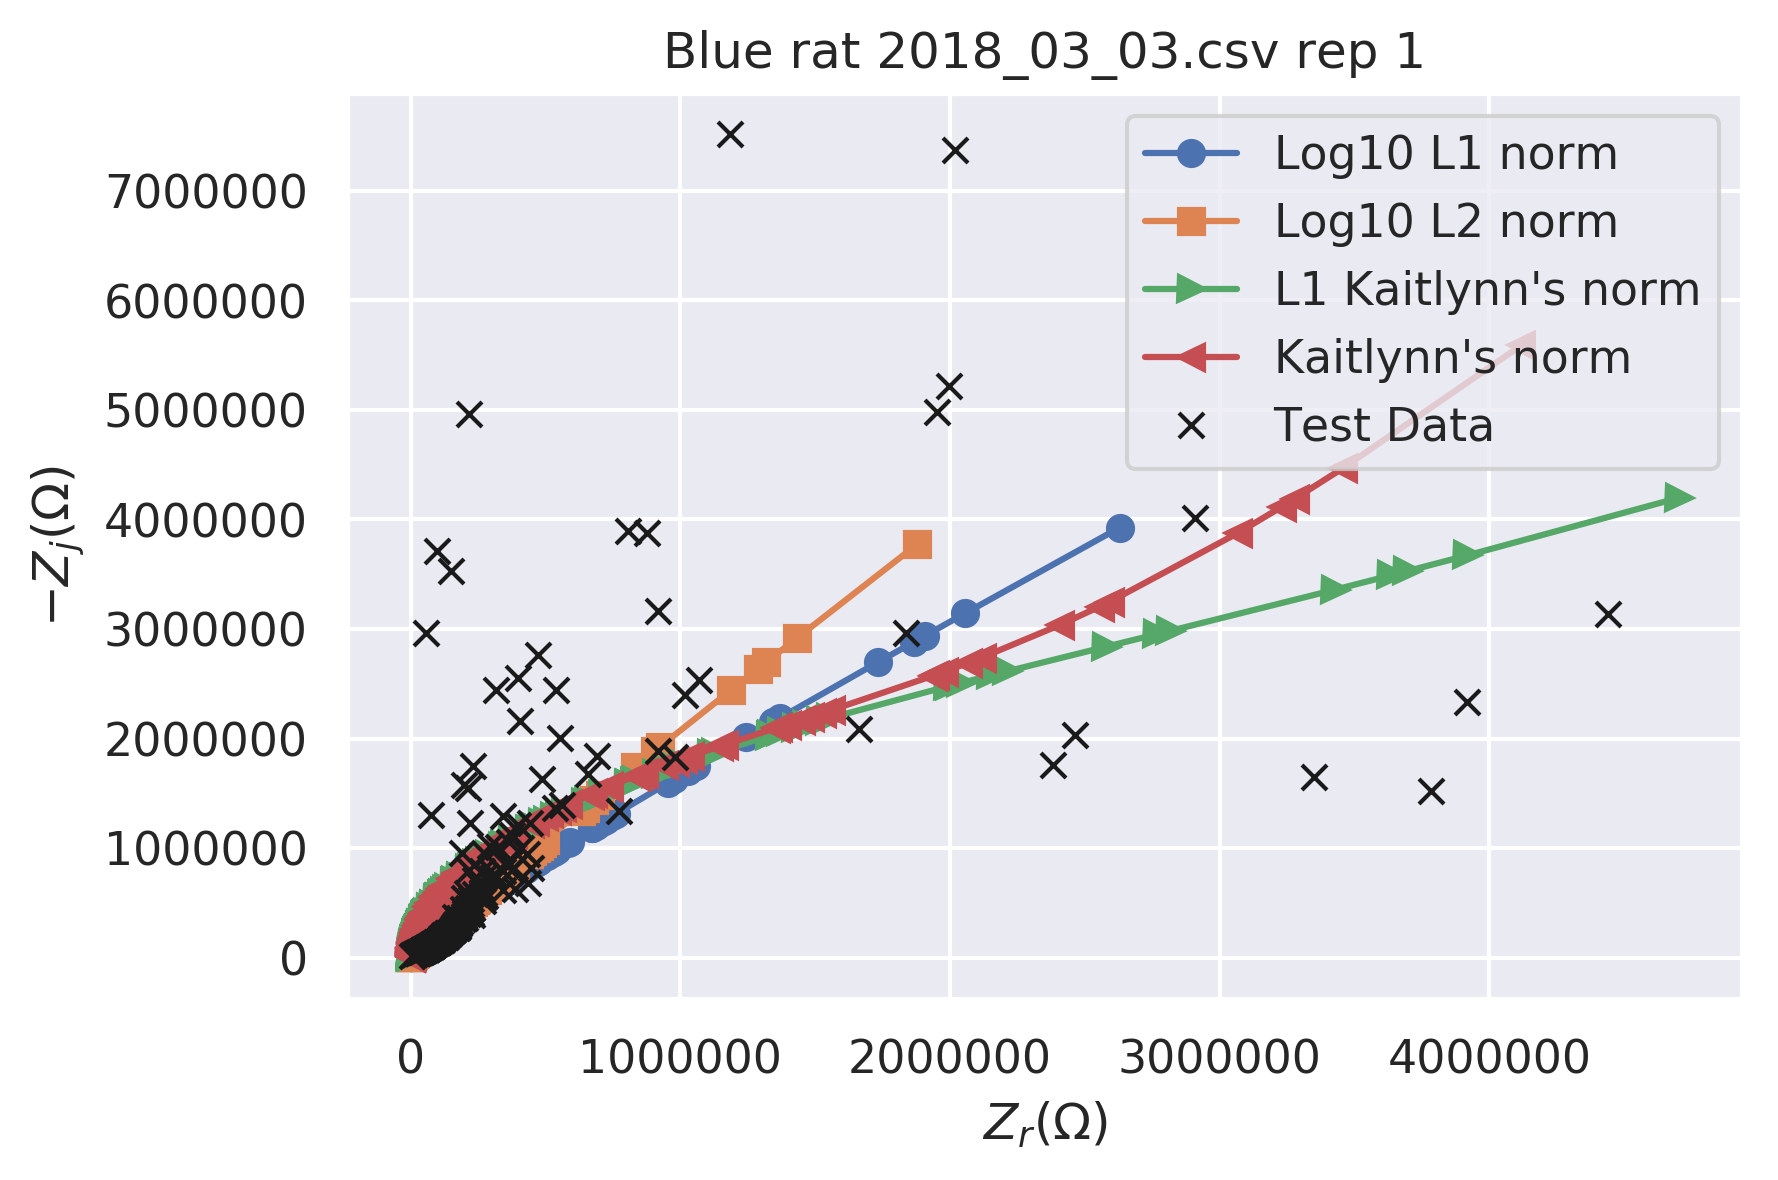 Blue rat 2018_03_03.csv rep 1
Log10 L1 norm
Log10 L2 norm
L1 Kaitlynn's norm
Kaitlynn's norm
Test Data
7000000
6000000
5000000
4000000
3000000
2000000
1000000
0
−Z_j(Ω)
0 1000000 2000000 3000000 4000000
Z_r(Ω)